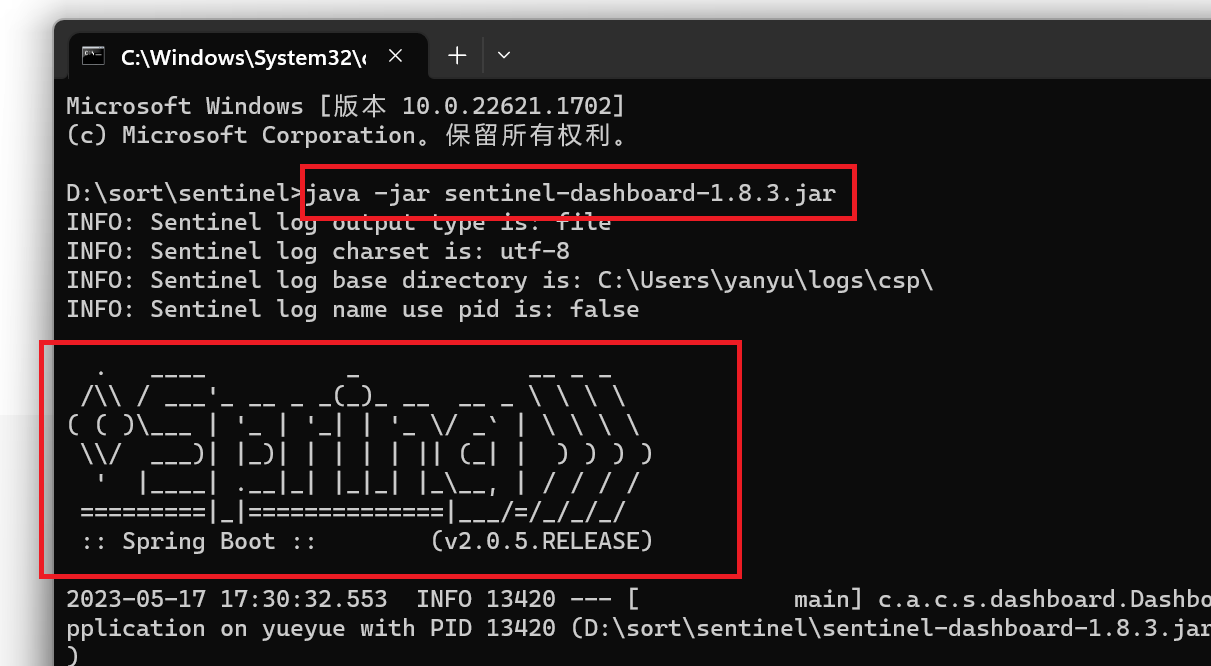 C:\Windows\System32\c
Microsoft Windows [版本 10.0.22621.1702]
(c) Microsoft Corporation。保留所有权利。
D:\sort\sentinel>java -jar sentinel-dashboard-1.8.3.jar
INFO: Sentinel log output type is: file
INFO: Sentinel log charset is: utf-8
INFO: Sentinel log base directory is: C:\Users\yanyu\logs\csp\
INFO: Sentinel log name use pid is: false
  .   ____          _            __ _ _
 /\\ / ___'_ __ _ _(_)_ __  __ _ \ \ \ \
( ( )\___ | '_ | '_| | '_ \/ _` | \ \ \ \
 \\/  ___)| |_)| | | | | || (_| |  ) ) ) )
  '  |____| .__|_| |_|_| |_\__, | / / / /
 =========|_|==============|___/=/_/_/_/
 :: Spring Boot ::        (v2.0.5.RELEASE)
2023-05-17 17:30:32.553  INFO 13420 --- [           main] c.a.c.s.dashboard.Dashbo
pplication on yueyue with PID 13420 (D:\sort\sentinel\sentinel-dashboard-1.8.3.jar
)